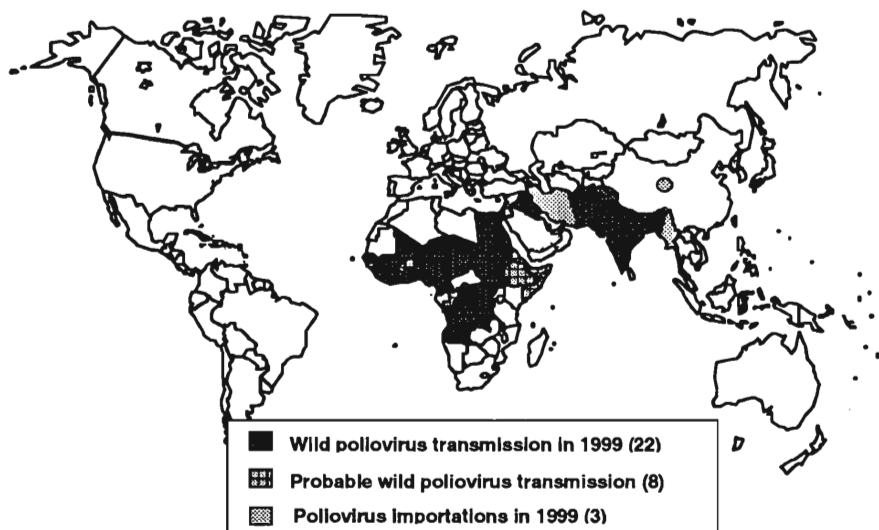 Wild poliovirus transmission in 1999 (22)
Probable wild poliovirus transmission (8)
Poliovirus importations in 1999 (3)